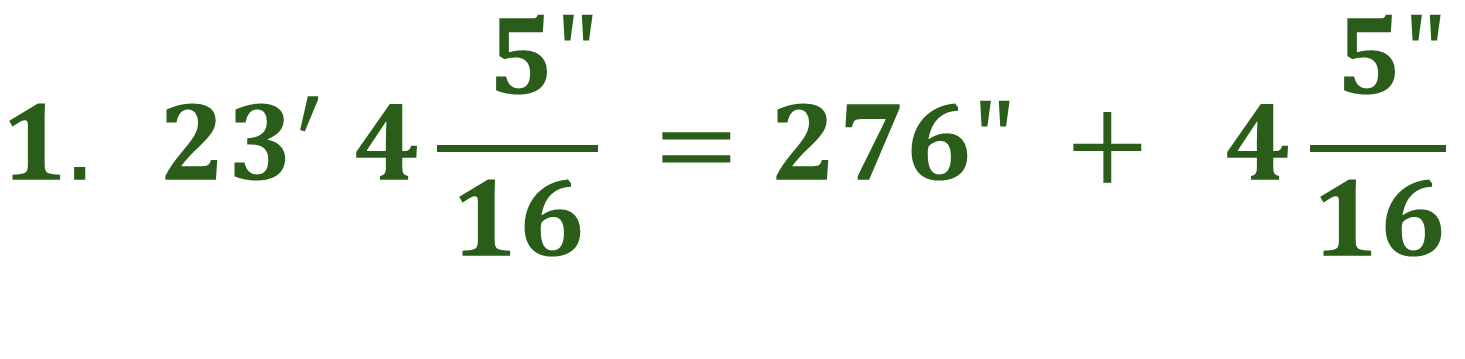 1. 23′ 4 5"/16 = 276" + 4 5"/16